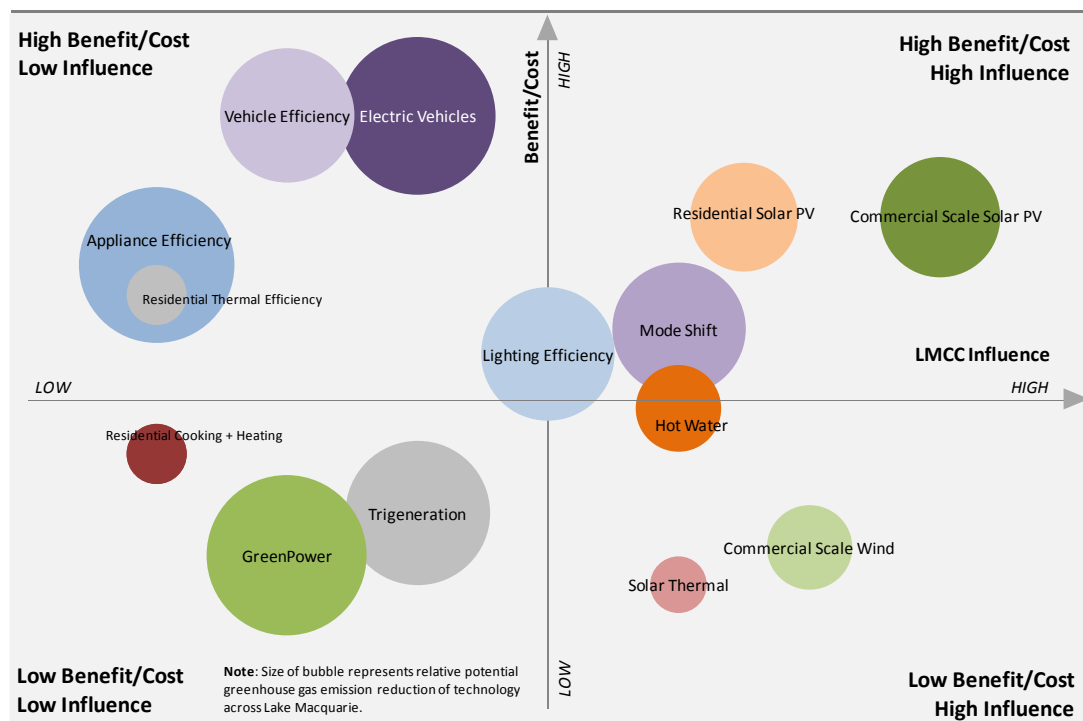 High Benefit/Cost
Low Influence
High Benefit/Cost
High Influence
Benefit/Cost
HIGH
Vehicle Efficiency
Electric Vehicles
Residential Solar PV
Commercial Scale Solar PV
Appliance Efficiency
Residential Thermal Efficiency
Mode Shift
Lighting Efficiency
LMCC Influence
LOW
HIGH
Hot Water
Residential Cooking + Heating
Trigeneration
GreenPower
Commercial Scale Wind
Solar Thermal
LOW
Low Benefit/Cost
Low Influence
Note: Size of bubble represents relative potential
greenhouse gas emission reduction of technology
across Lake Macquarie.
Low Benefit/Cost
High Influence